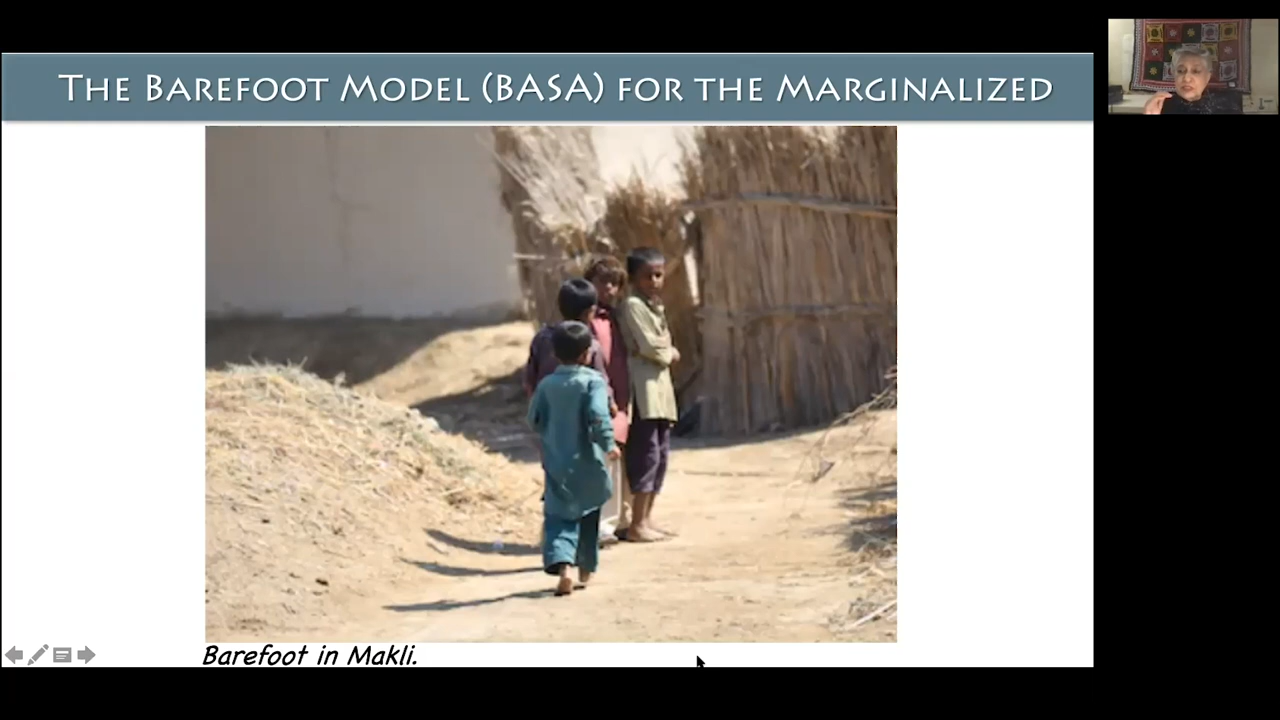 THE BAREFOOT MODEL (BASA) FOR THE MARGINALIZED
Barefoot in Makli.